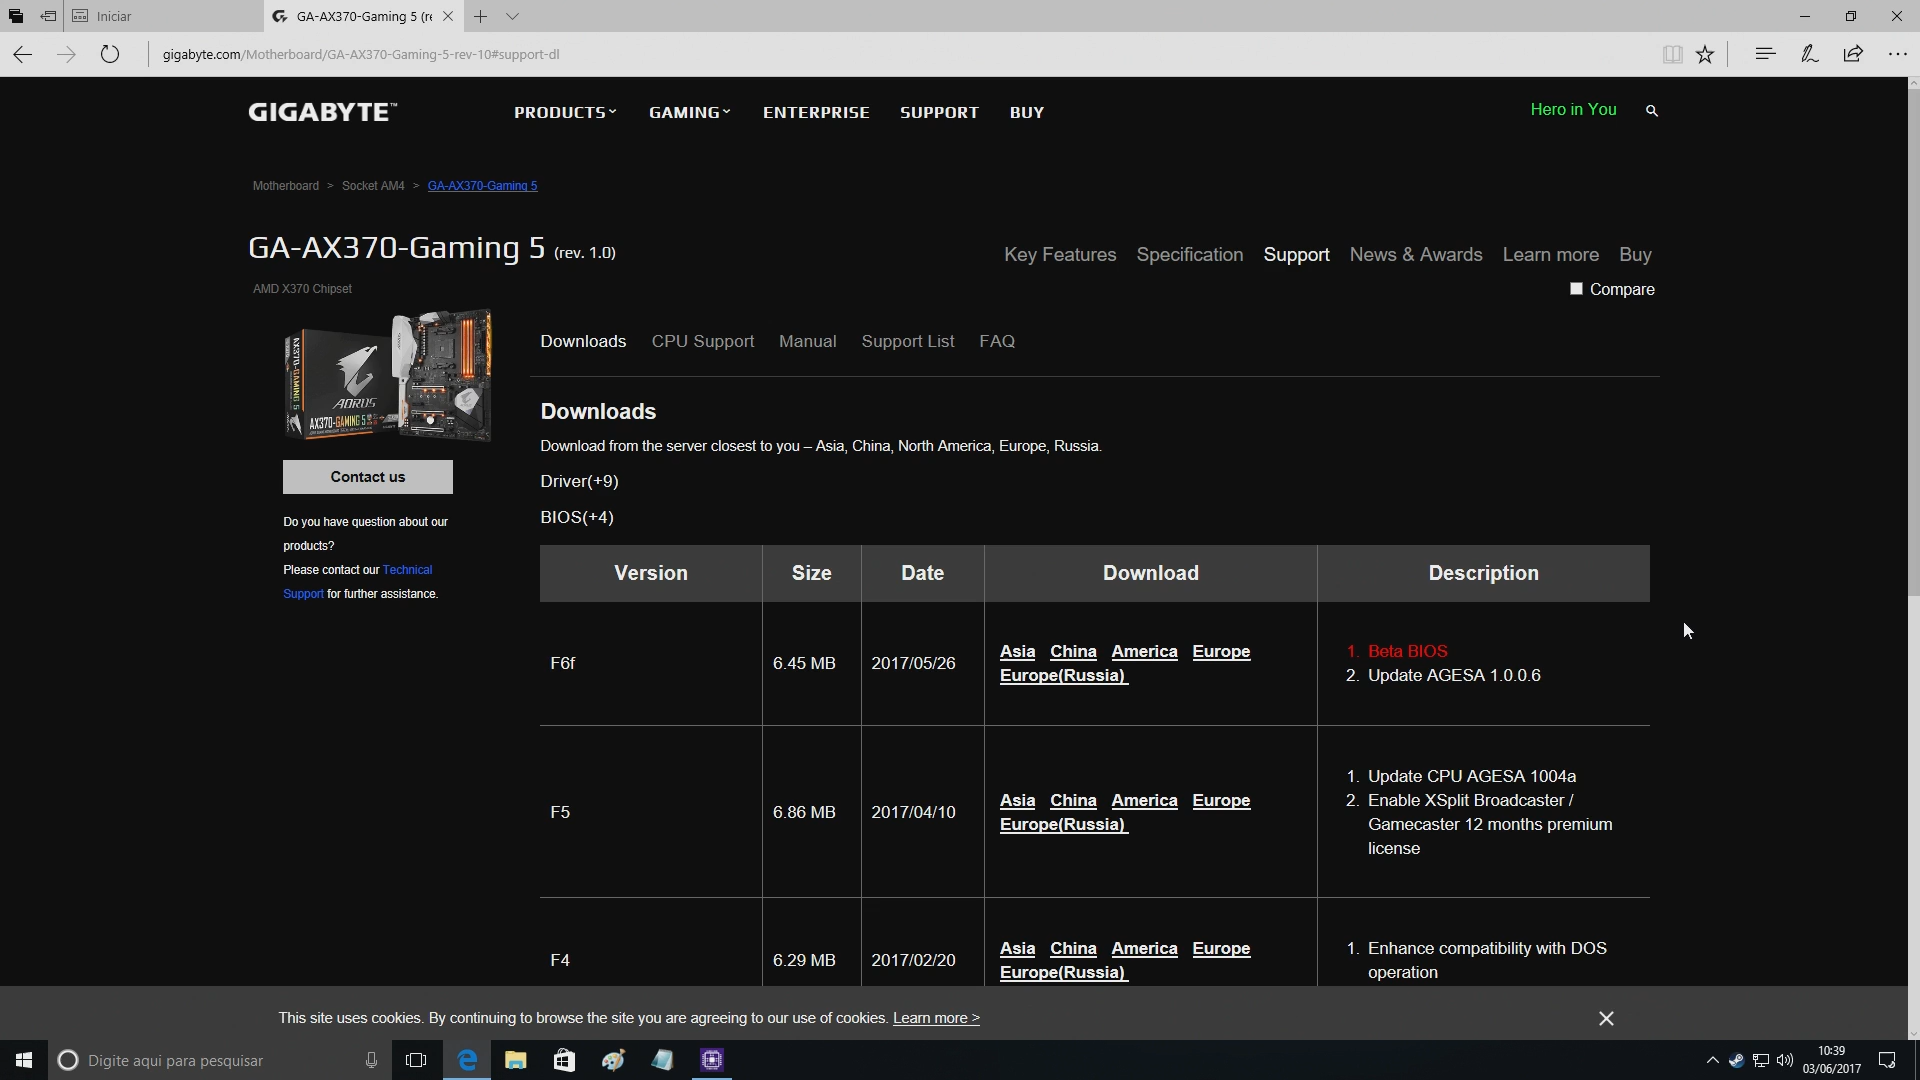 Iniciar
GA-AX370-Gaming 5 (re
gigabyte.com/Motherboard/GA-AX370-Gaming-5-rev-10#support-dl
GIGABYTE™
PRODUCTS GAMING ENTERPRISE SUPPORT BUY
Hero in You
Motherboard > Socket AM4 > GA-AX370-Gaming 5
GA-AX370-Gaming 5 (rev. 1.0)
Key Features Specification Support News & Awards Learn more Buy
AMD X370 Chipset
Compare
AX370-GAMING 5
AORUS
AX370-GAMING 5
Downloads CPU Support Manual Support List FAQ
Contact us
Do you have question about our
products?
Please contact our Technical
Support for further assistance.
Downloads
Download from the server closest to you – Asia, China, North America, Europe, Russia.
Driver(+9)
BIOS(+4)
Version Size Date Download Description
F6f 6.45 MB 2017/05/26
Asia China America Europe
Europe(Russia)
1. Beta BIOS
2. Update AGESA 1.0.0.6
F5 6.86 MB 2017/04/10
Asia China America Europe
Europe(Russia)
1. Update CPU AGESA 1004a
2. Enable XSplit Broadcaster /
Gamecaster 12 months premium
license
F4 6.29 MB 2017/02/20
Asia China America Europe
Europe(Russia)
1. Enhance compatibility with DOS
operation
This site uses cookies. By continuing to browse the site you are agreeing to our use of cookies. Learn more >
Digite aqui para pesquisar
10:39
03/06/2017